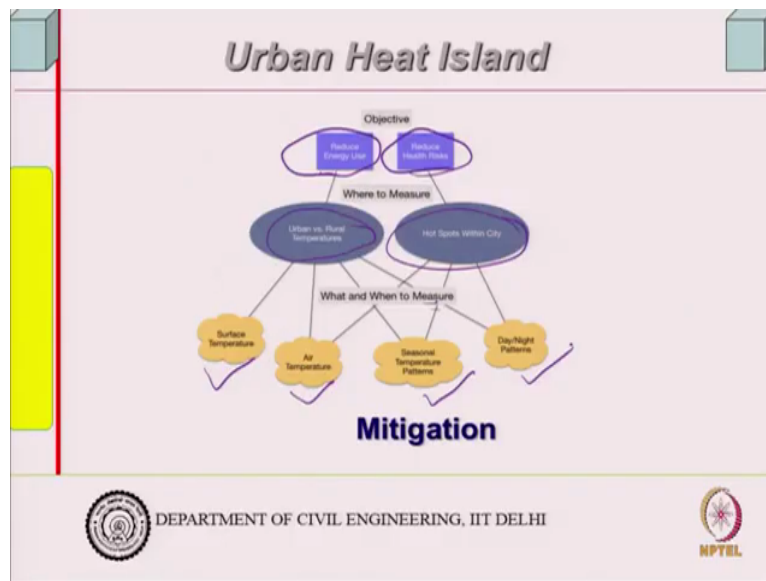 Urban Heat Island
Objective
Reduce
Energy Use
Reduce
Health Risks
Where to Measure
Urban vs. Rural
Temperatures
Hot Spots Within City
What and When to Measure
Surface
Temperature
Air
Temperature
Seasonal
Temperature
Patterns
Day/Night
Patterns
Mitigation
DEPARTMENT OF CIVIL ENGINEERING, IIT DELHI
NPTEL